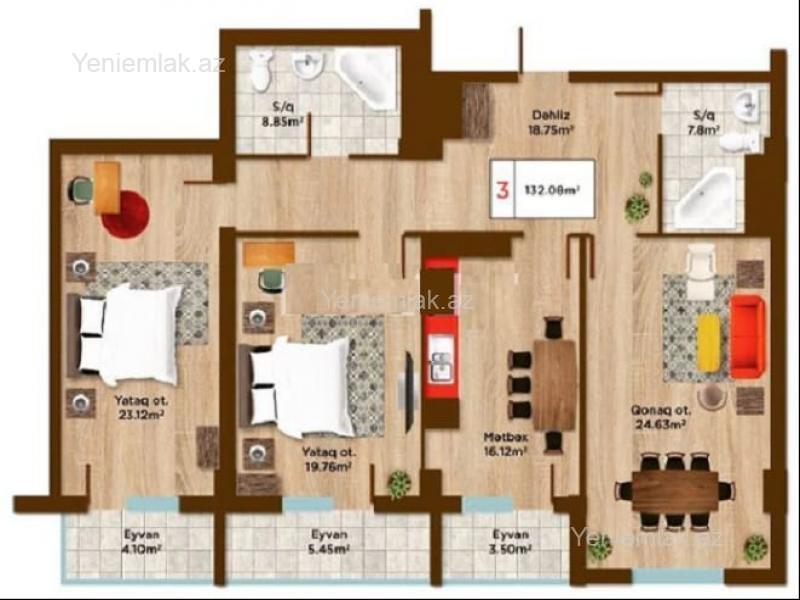 Yeniemlak.az
S/q
8.85m²
Dəhliz
18.75m²
S/q
7.8m²
3
132.08m²
Yeniemlak.az
Yataq ot.
23.12m²
Yataq ot.
19.76m²
Mətbəx
16.12m²
Qonaq ot.
24.63m²
Eyvan
4.10m²
Eyvan
5.45m²
Eyvan
3.50m²
Yeniemlak.az